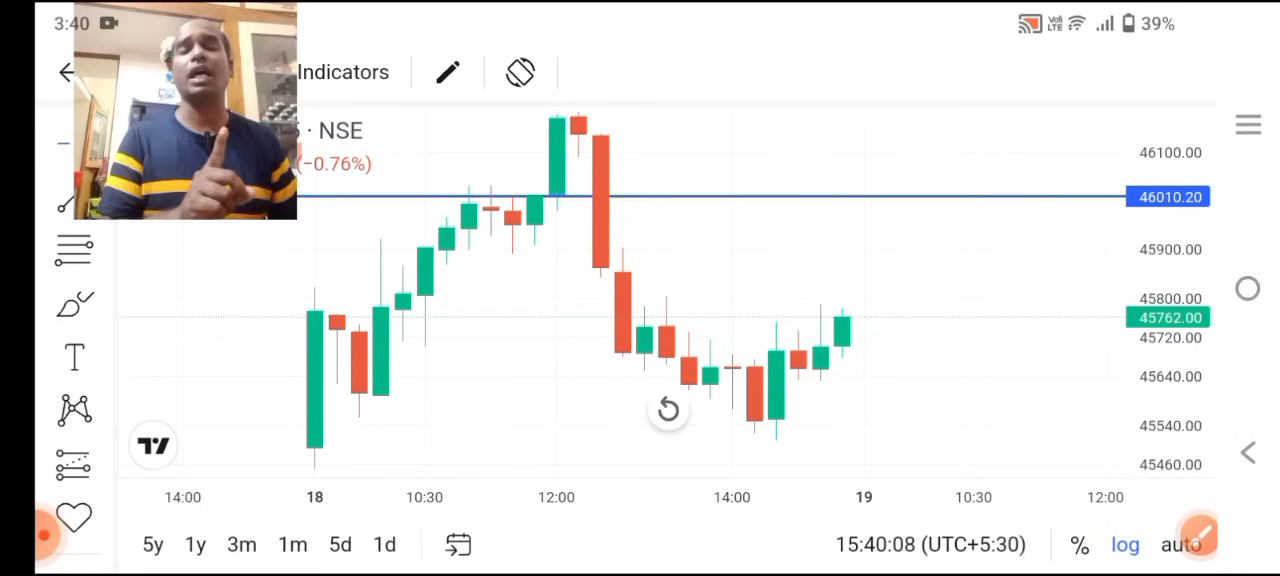 3:40
Vo)) LTE 39%
Indicators
· NSE
(−0.76%)
46100.00
46010.20
45900.00
45800.00
45762.00
45720.00
45640.00
45540.00
45460.00
T
14:00 18 10:30 12:00 14:00 19 10:30 12:00
5y 1y 3m 1m 5d 1d 15:40:08 (UTC+5:30) % log auto